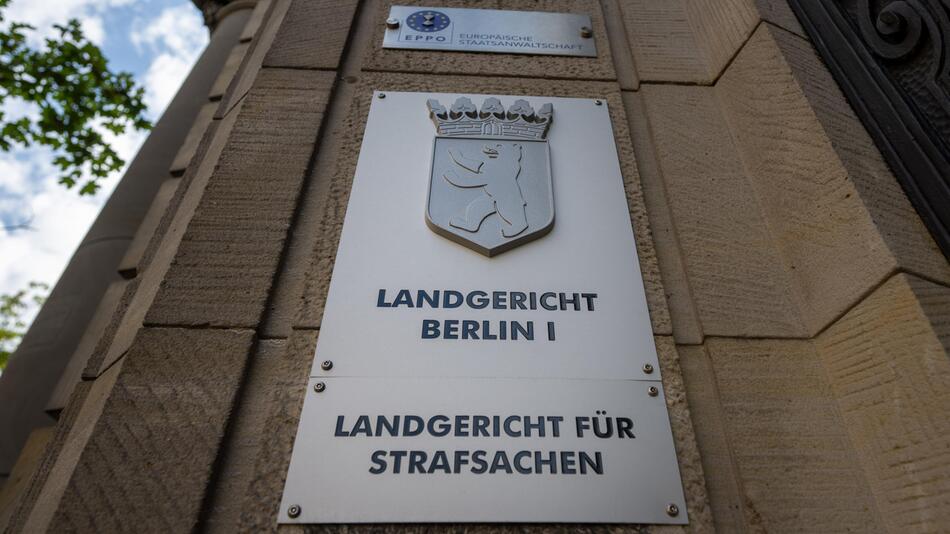 EPPO
EUROPÄISCHE
STAATSANWALTSCHAFT
LANDGERICHT
BERLIN I
LANDGERICHT FÜR
STRAFSACHEN